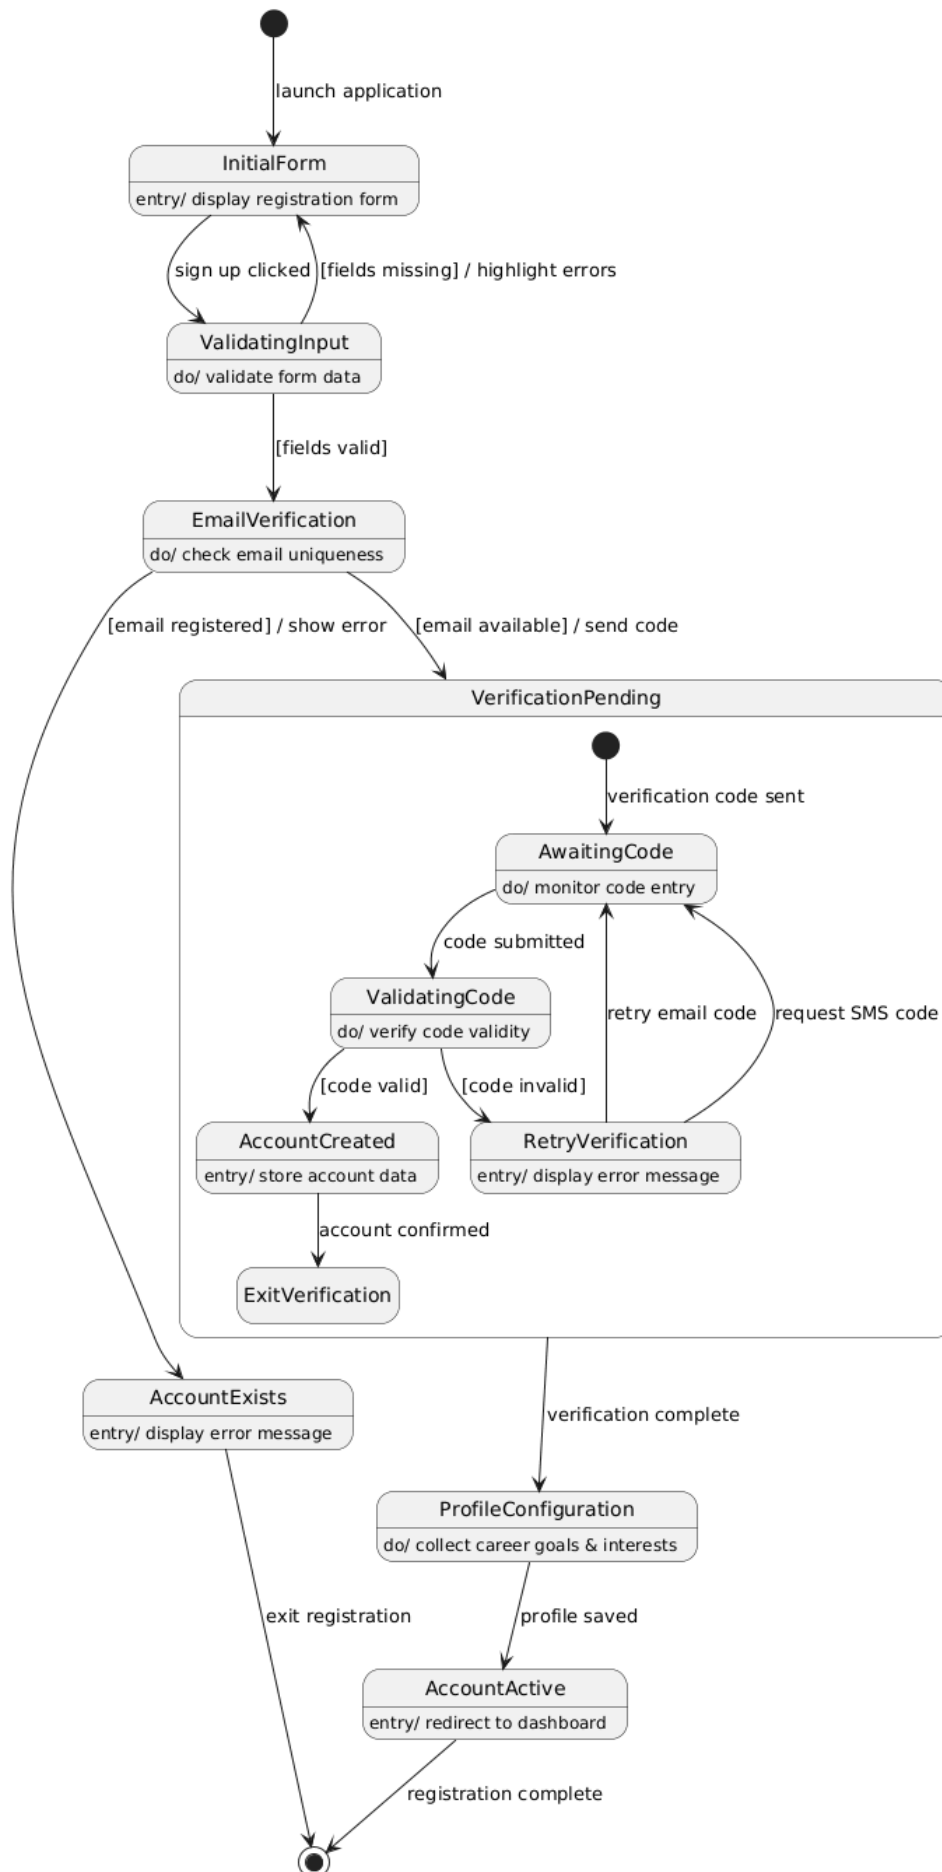 launch application
InitialForm
entry/ display registration form
sign up clicked
[fields missing] / highlight errors
ValidatingInput
do/ validate form data
[fields valid]
EmailVerification
do/ check email uniqueness
[email registered] / show error
[email available] / send code
VerificationPending
verification code sent
AwaitingCode
do/ monitor code entry
code submitted
ValidatingCode
do/ verify code validity
retry email code
request SMS code
[code valid]
[code invalid]
AccountCreated
entry/ store account data
RetryVerification
entry/ display error message
account confirmed
ExitVerification
AccountExists
entry/ display error message
verification complete
ProfileConfiguration
do/ collect career goals & interests
exit registration
profile saved
AccountActive
entry/ redirect to dashboard
registration complete